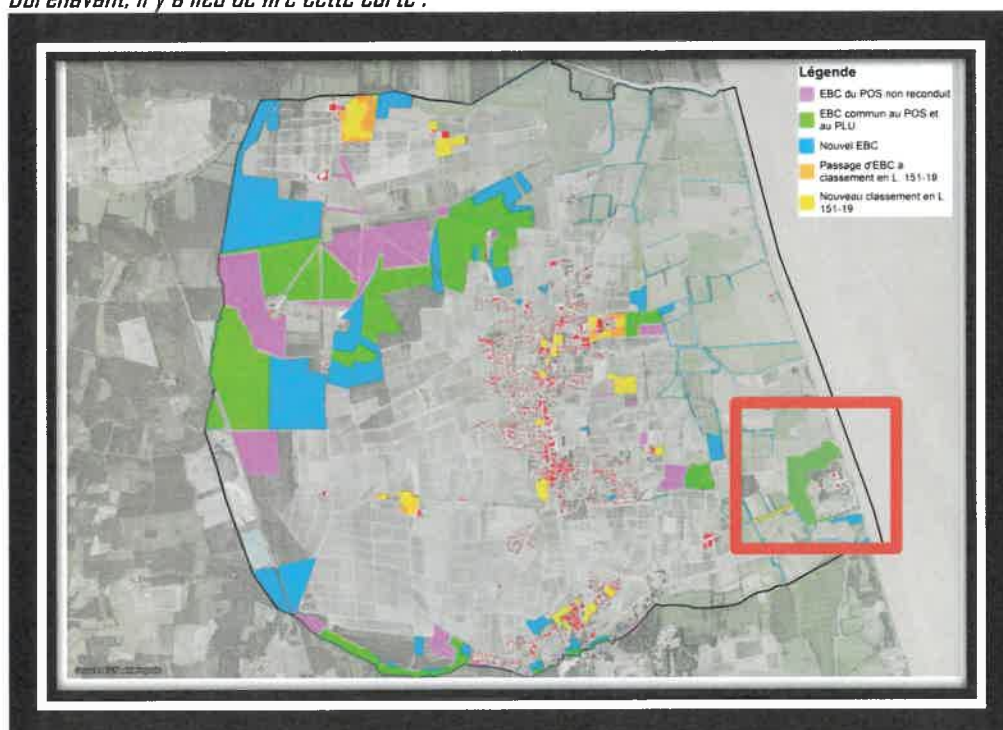 Dorénavant, il y a lieu de lire cette carte :
Légende
EBC du POS non reconduit
EBC commun au POS et
au PLU
Nouvel EBC
Passage d'EBC a
classement en L. 151-19
Nouveau classement en L
151-19